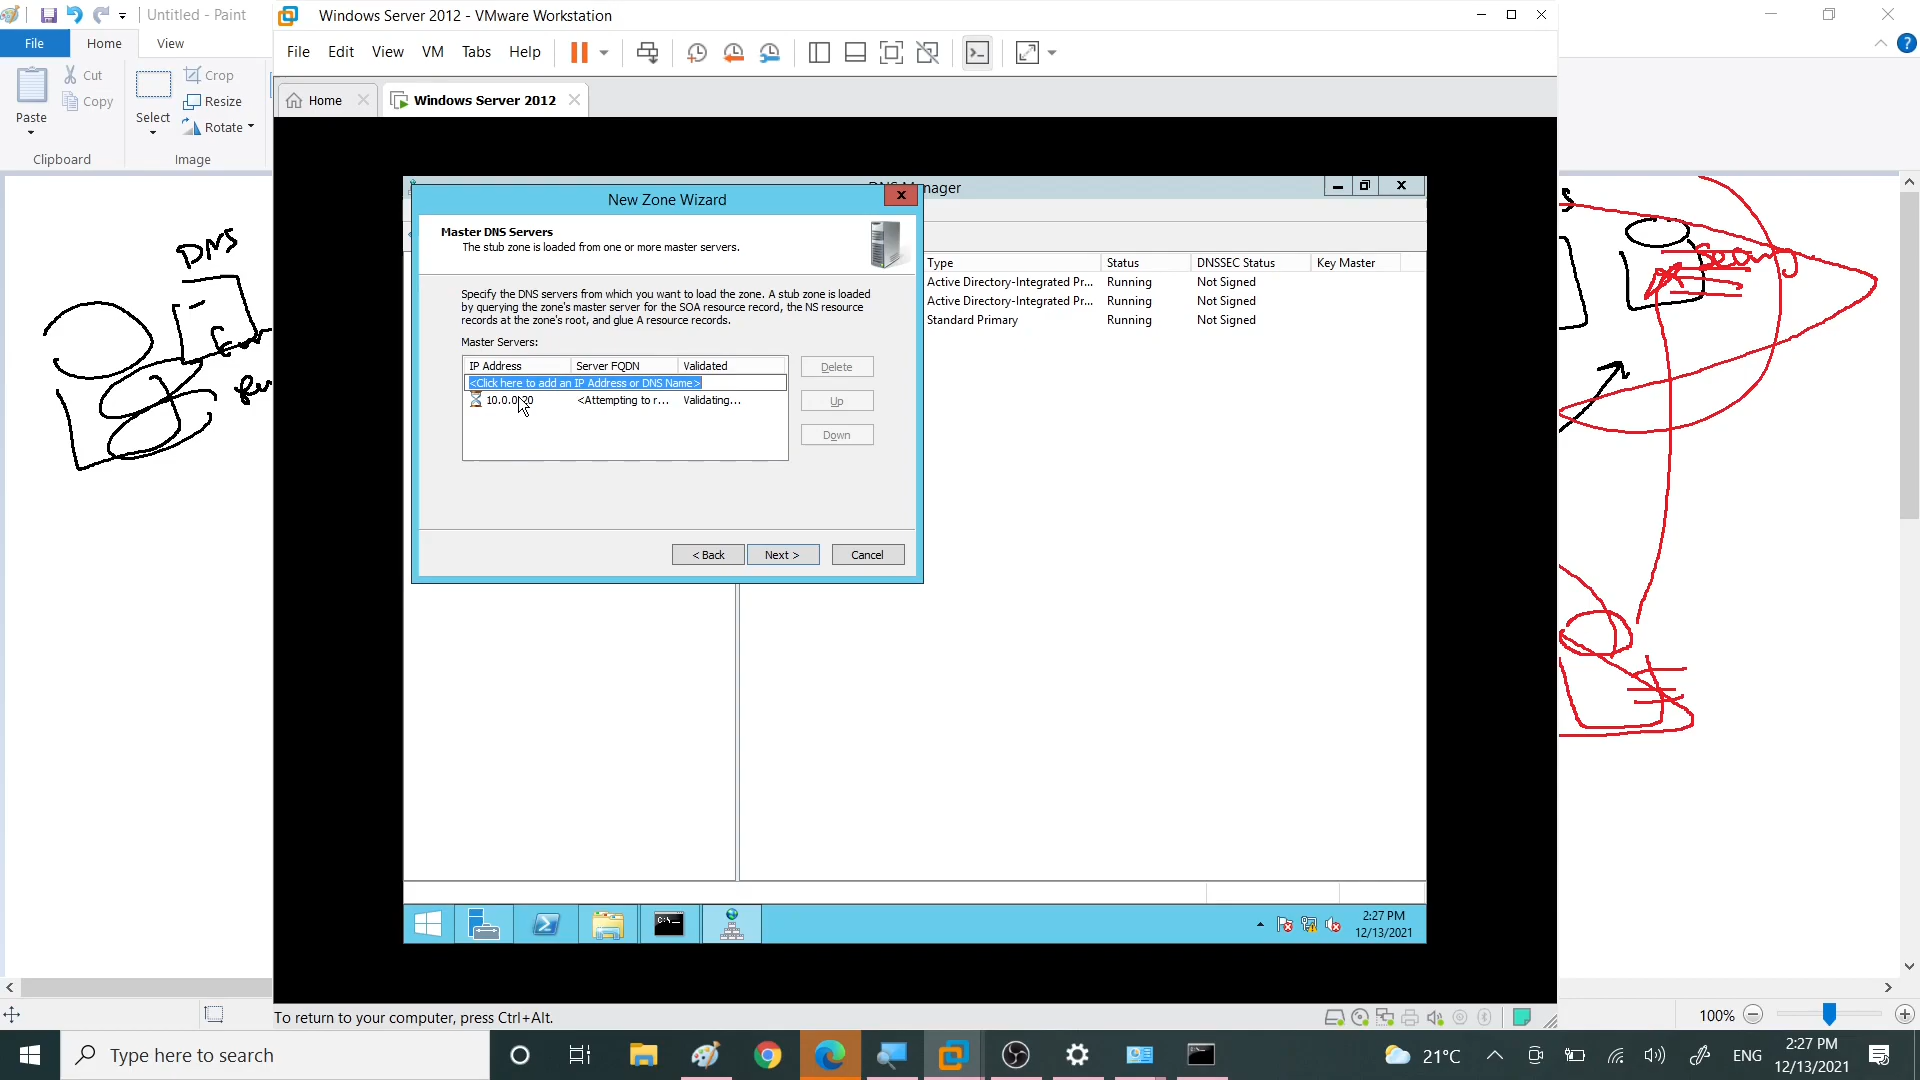 Untitled - Paint
File
Home
View
Cut
Copy
Paste
Clipboard
Crop
Resize
Rotate
Select
Image
Windows Server 2012 - VMware Workstation
File Edit View VM Tabs Help
Home
Windows Server 2012
DNS
New Zone Wizard
Master DNS Servers
The stub zone is loaded from one or more master servers.
Specify the DNS servers from which you want to load the zone. A stub zone is loaded
by querying the zone's master server for the SOA resource record, the NS resource
records at the zone's root, and glue A resource records.
Master Servers:
IP Address Server FQDN Validated
<Click here to add an IP Address or DNS Name>
<Attempting to r... Validating...
Delete
Up
Down
< Back
Next >
Cancel
Type Status DNSSEC Status Key Master
Active Directory-Integrated Pr... Running Not Signed
Active Directory-Integrated Pr... Running Not Signed
Standard Primary Running Not Signed
2:27 PM
12/13/2021
To return to your computer, press Ctrl+Alt.
100%
Type here to search
21°C
ENG
2:27 PM
12/13/2021